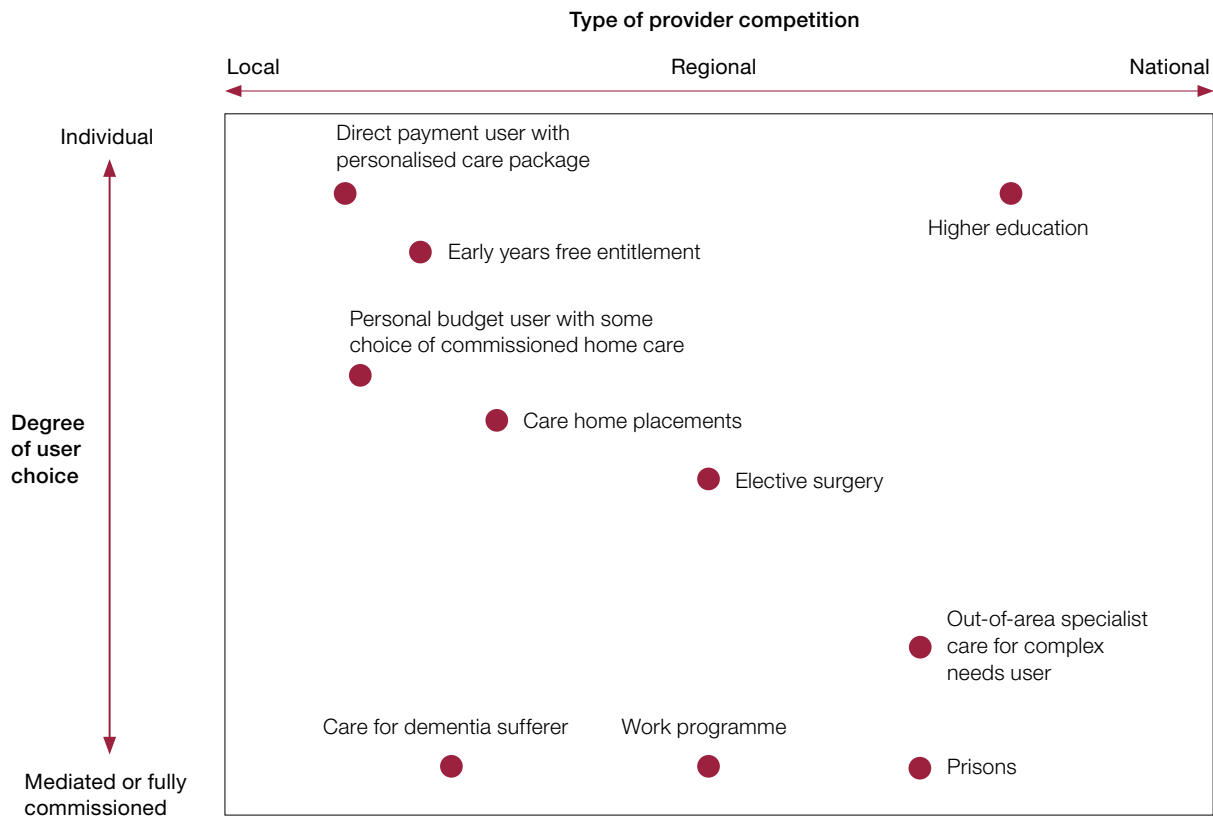 Type of provider competition
Local
Regional
National
Individual
Direct payment user with
personalised care package
Higher education
Early years free entitlement
Personal budget user with some
choice of commissioned home care
Degree
of user
choice
Care home placements
Elective surgery
Out-of-area specialist
care for complex
needs user
Care for dementia sufferer
Work programme
Prisons
Mediated or fully
commissioned